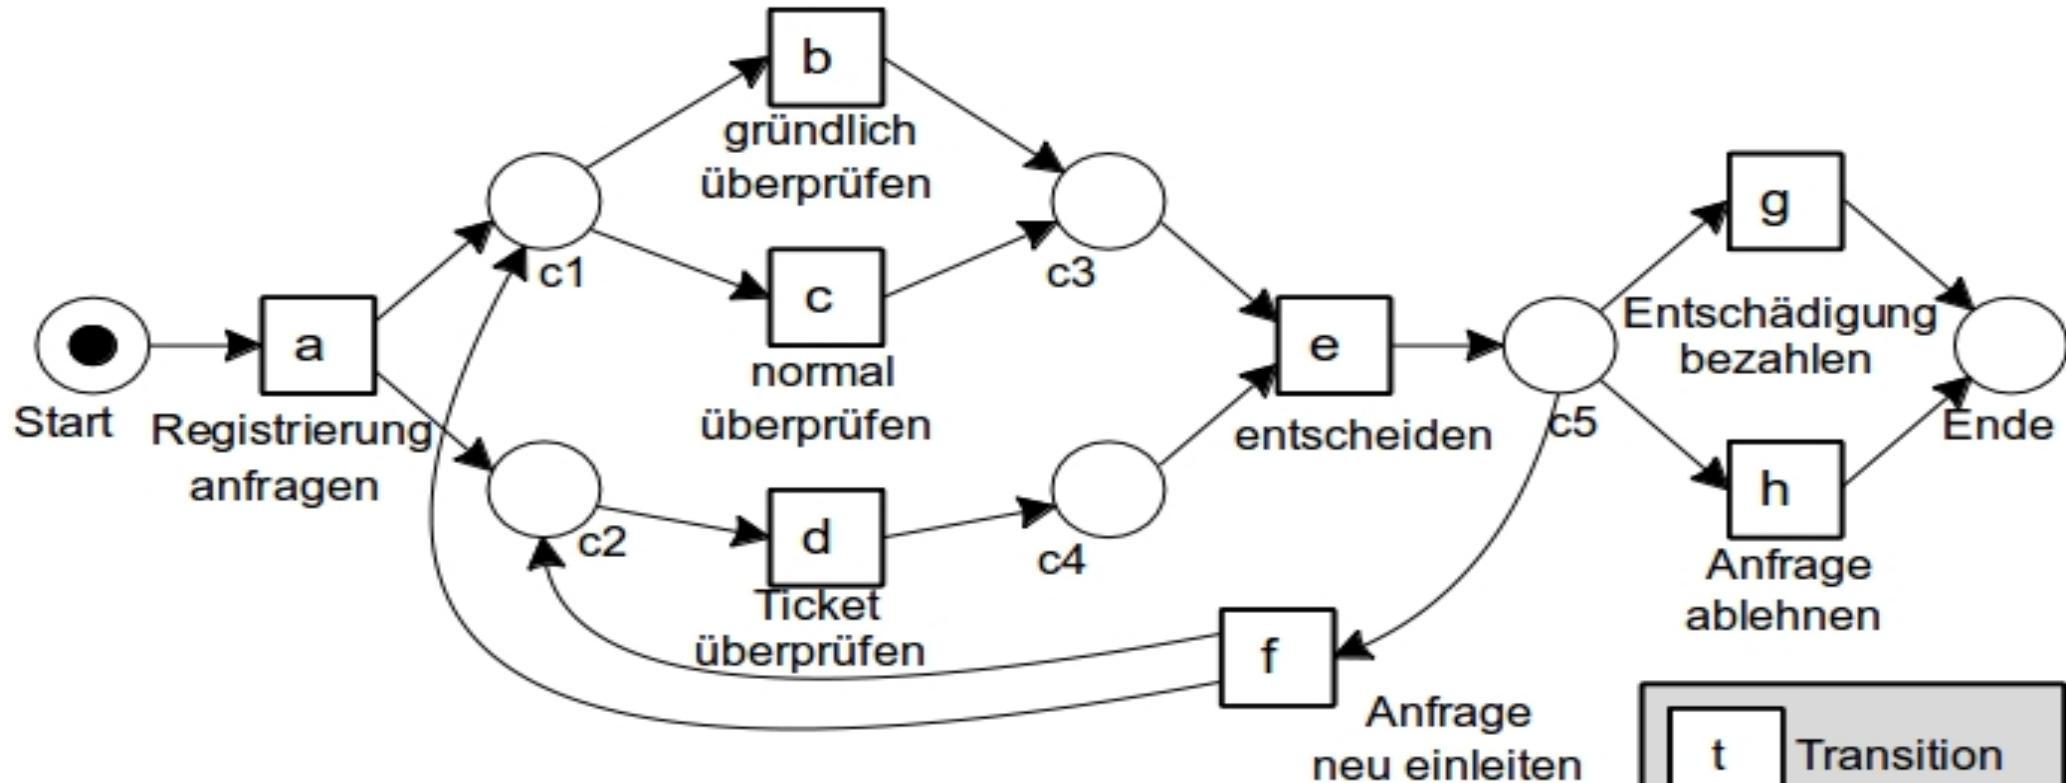 b
gründlich
überprüfen
c1
c
normal
überprüfen
c3
Start
a
Registrierung
anfragen
c2
d
Ticket
überprüfen
c4
e
entscheiden
c5
g
Entschädigung
bezahlen
h
Anfrage
ablehnen
Ende
f
Anfrage
neu einleiten
t
Transition